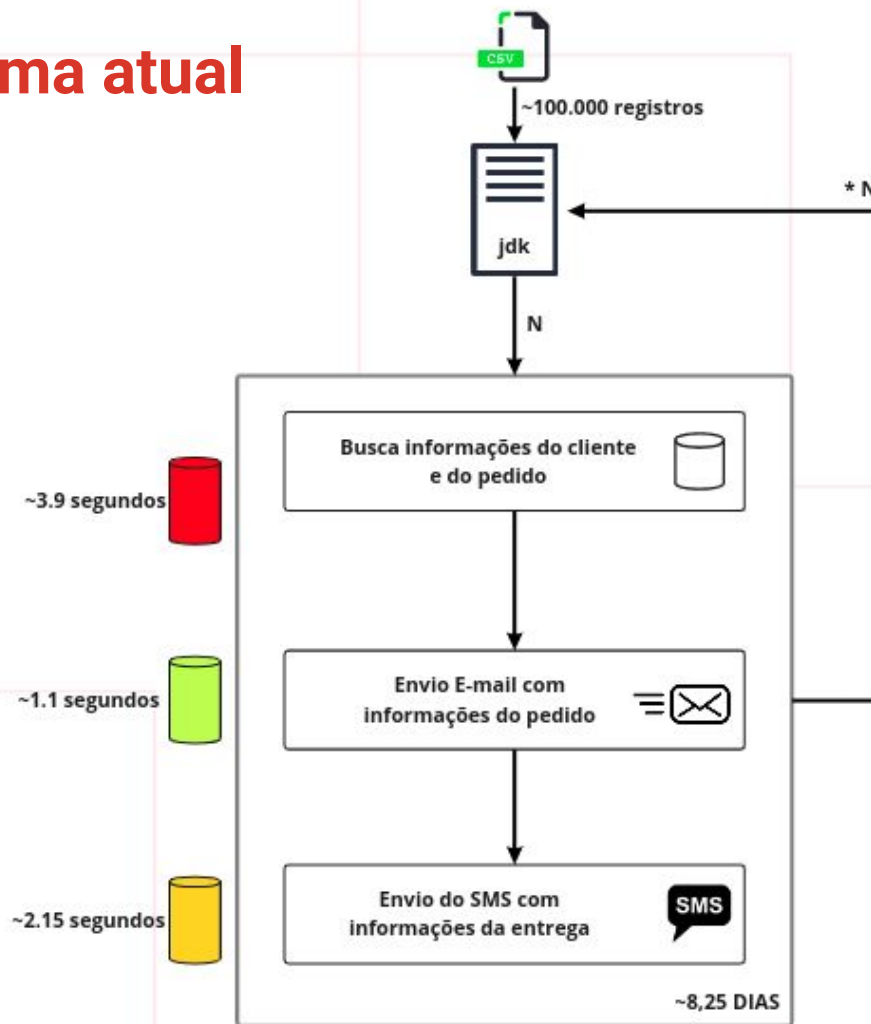 ma atual
CSV
~100.000 registros
* N
jdk
N
Busca informações do cliente
e do pedido
~3.9 segundos
Envio E-mail com
informações do pedido
~1.1 segundos
Envio do SMS com
informações da entrega
SMS
~2.15 segundos
~8,25 DIAS